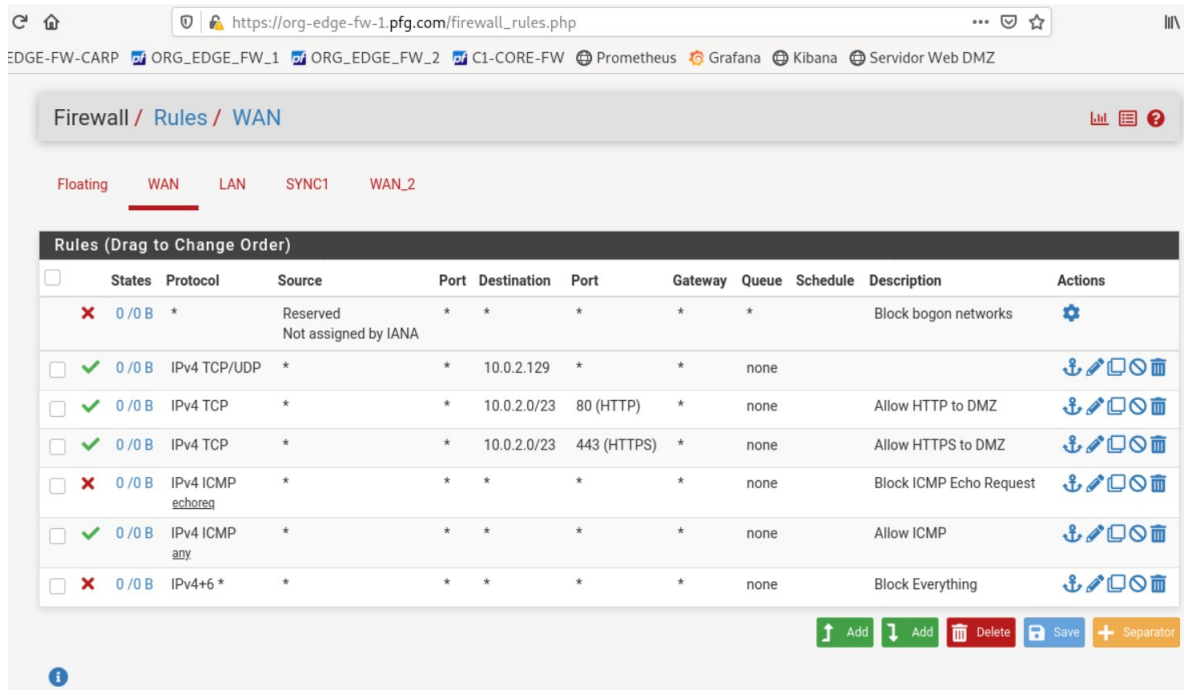 https://org-edge-fw-1.pfg.com/firewall_rules.php
EDGE-FW-CARP ORG_EDGE_FW_1 ORG_EDGE_FW_2 C1-CORE-FW Prometheus Grafana Kibana Servidor Web DMZ
Firewall / Rules / WAN
Floating WAN LAN SYNC1 WAN_2
Rules (Drag to Change Order)
States Protocol Source Port Destination Port Gateway Queue Schedule Description Actions
0 /0 B * Reserved * * * * * Block bogon networks
Not assigned by IANA
0 /0 B IPv4 TCP/UDP * * 10.0.2.129 * * none
0 /0 B IPv4 TCP * * 10.0.2.0/23 80 (HTTP) * none Allow HTTP to DMZ
0 /0 B IPv4 TCP * * 10.0.2.0/23 443 (HTTPS) * none Allow HTTPS to DMZ
0 /0 B IPv4 ICMP * * * * * none Block ICMP Echo Request
echoreq
0 /0 B IPv4 ICMP * * * * * none Allow ICMP
any
0 /0 B IPv4+6 * * * * * * none Block Everything
Add Add Delete Save Separator